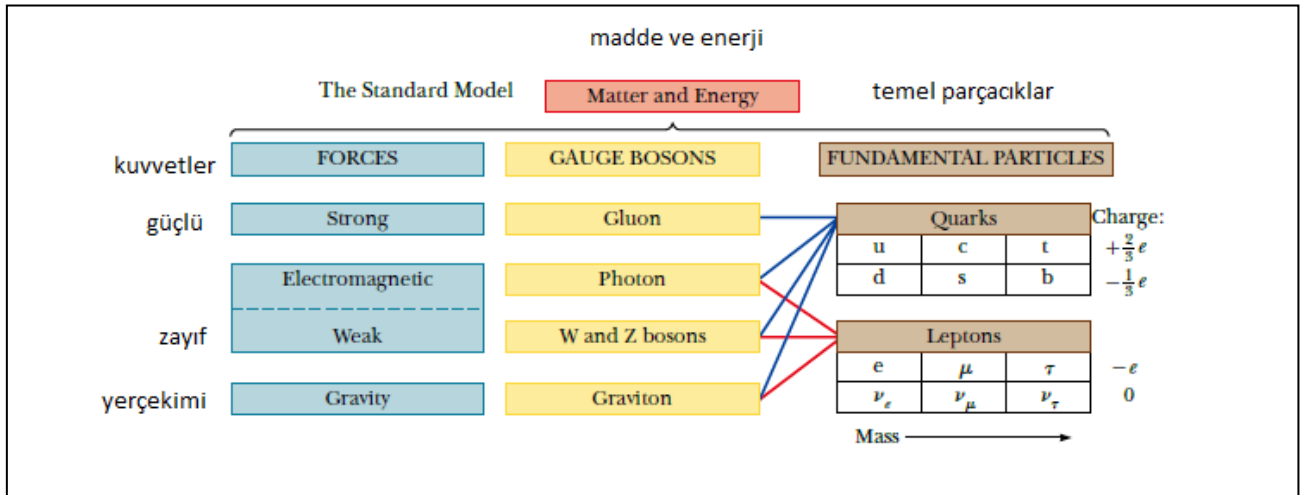 madde ve enerji
The Standard Model Matter and Energy temel parçacıklar
kuvvetler FORCES GAUGE BOSONS FUNDAMENTAL PARTICLES
güçlü Strong Gluon Quarks Charge:
u c t +2/3 e
Electromagnetic Photon d s b −1/3 e
zayıf Weak W and Z bosons Leptons
e μ τ −e
yerçekimi Gravity Graviton νe νμ ντ 0
Mass